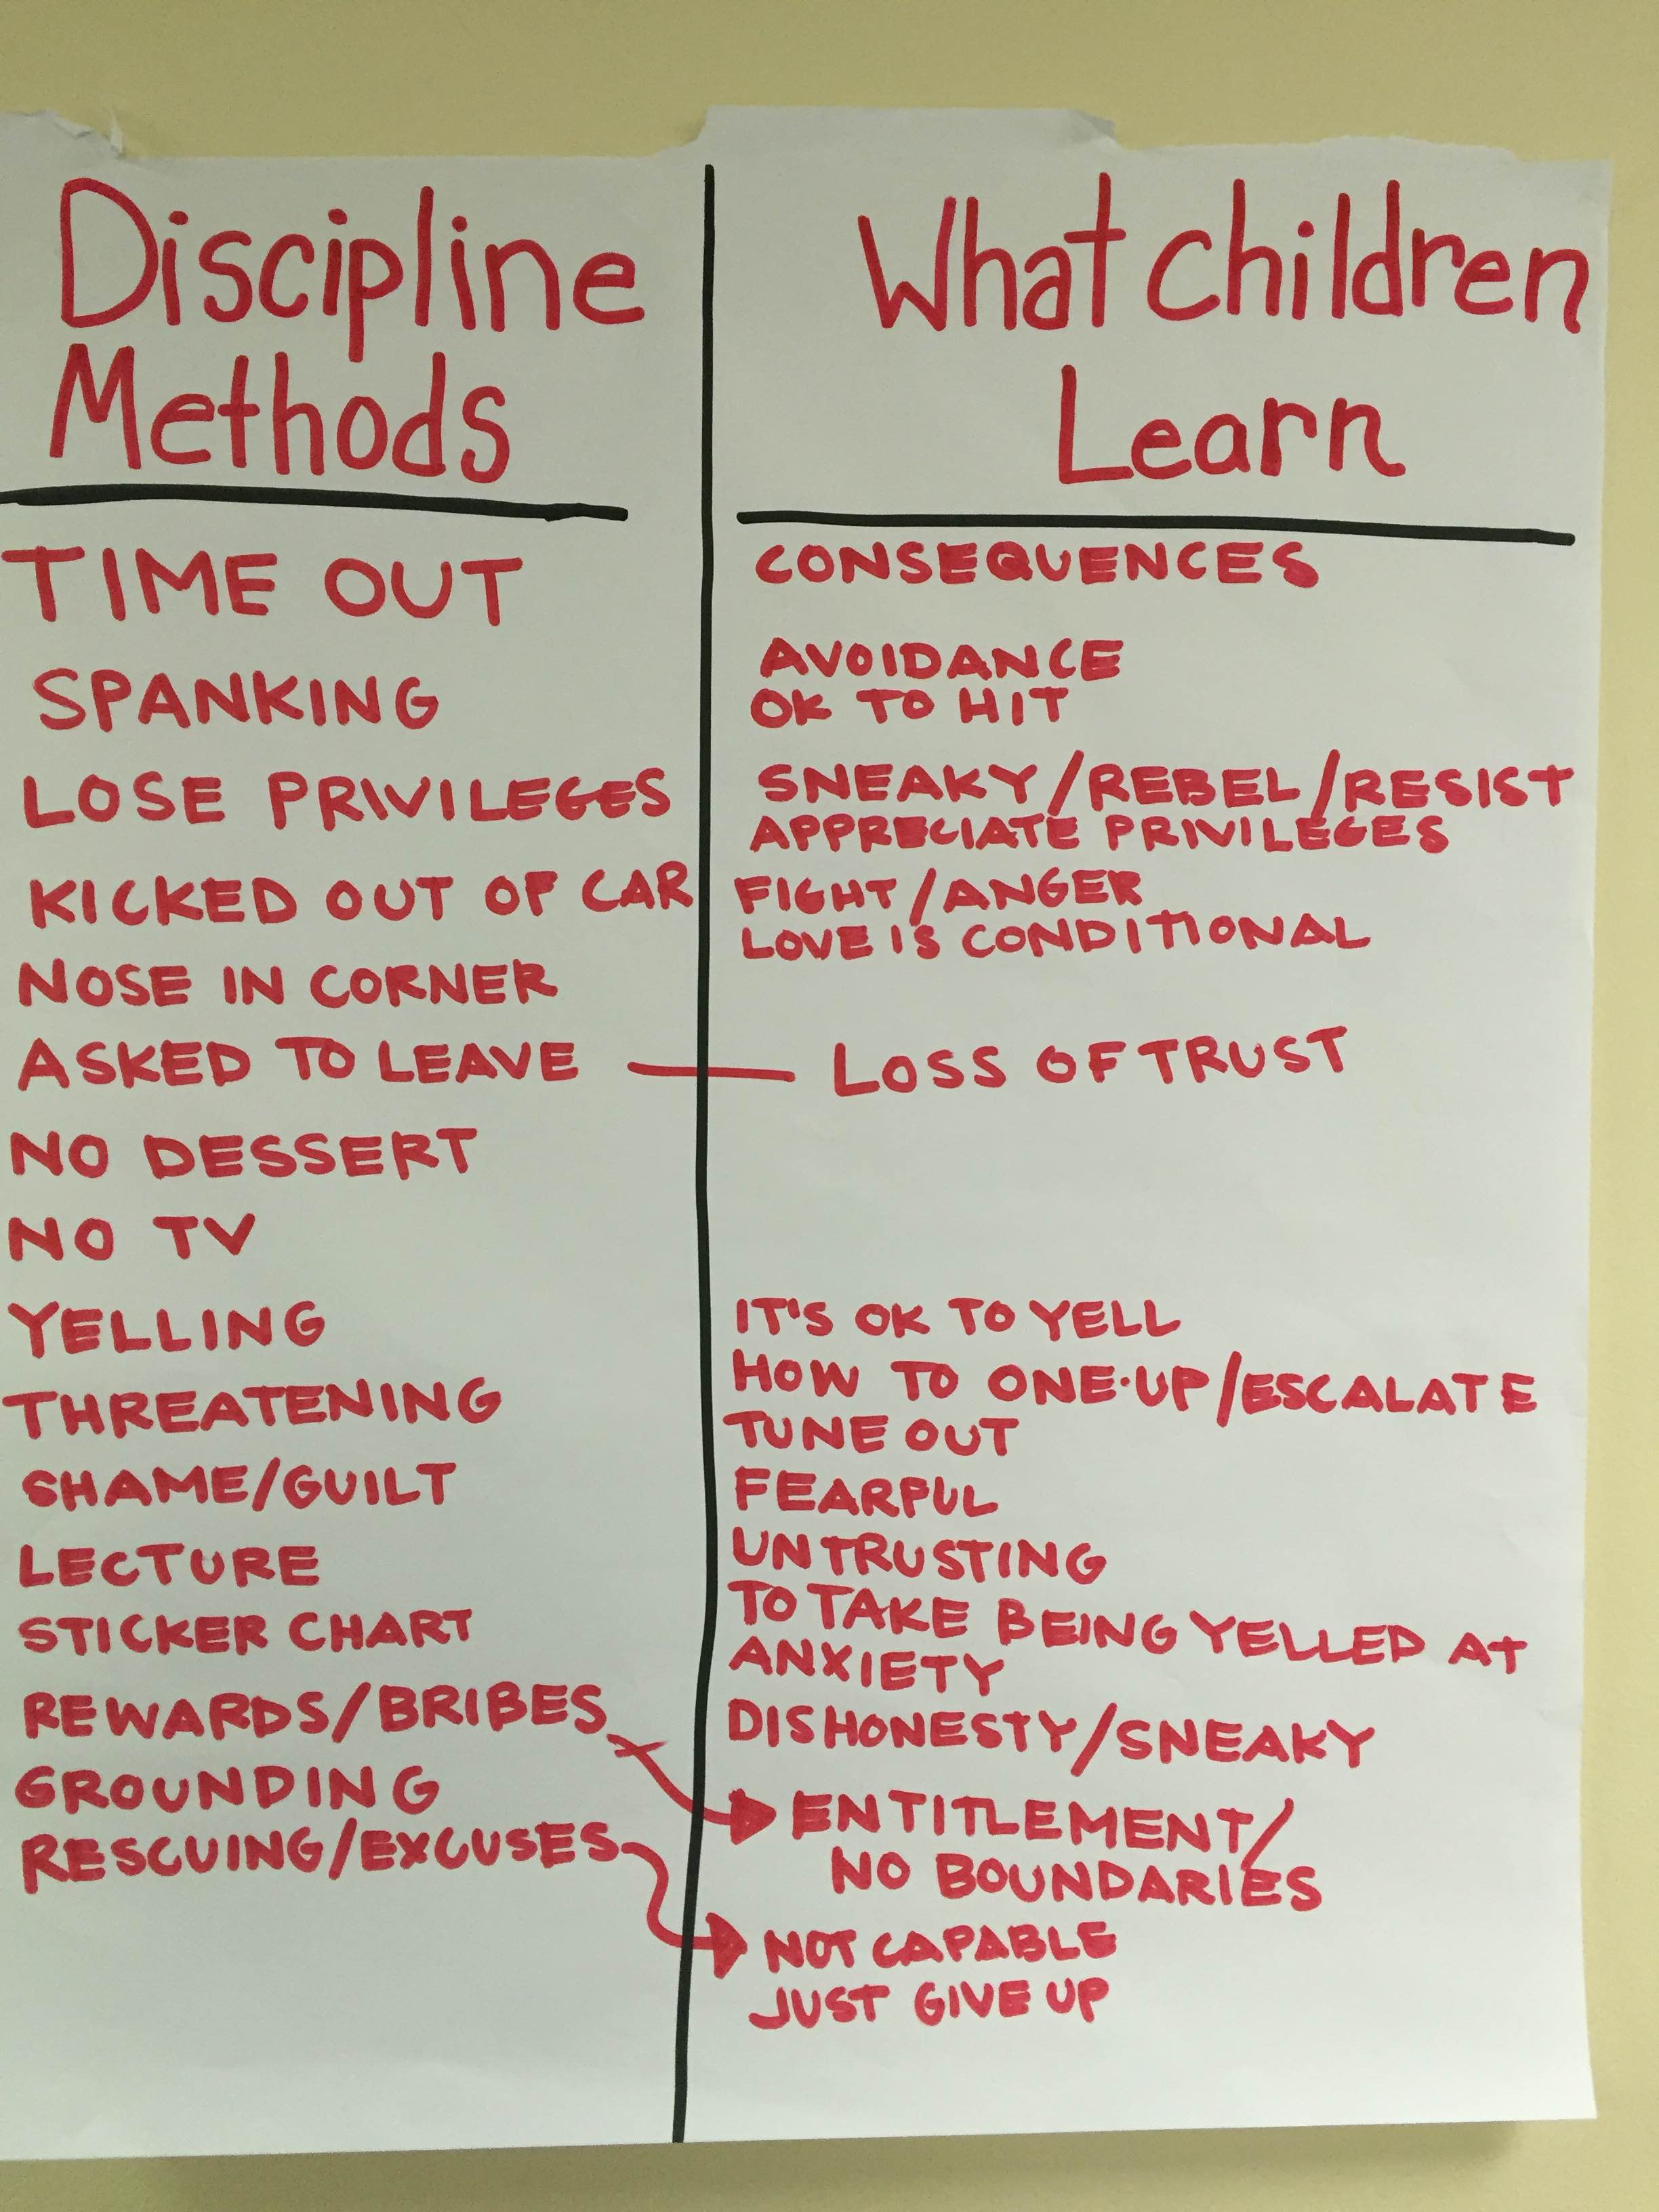 Discipline
Methods
TIME OUT
SPANKING
LOSE PRIVILEGES
KICKED OUT OF CAR
NOSE IN CORNER
ASKED TO LEAVE
NO DESSERT
NO TV
YELLING
THREATENING
SHAME/GUILT
LECTURE
STICKER CHART
REWARDS/BRIBES
GROUNDING
RESCUING/EXCUSES
What Children
Learn
CONSEQUENCES
AVOIDANCE
OK TO HIT
SNEAKY/REBEL/RESIST
APPRECIATE PRIVILEGES
FIGHT/ANGER
LOVE IS CONDITIONAL
LOSS OF TRUST
IT'S OK TO YELL
HOW TO ONE-UP/ESCALATE
TUNE OUT
FEARFUL
UNTRUSTING
TO TAKE BEING YELLED AT
ANXIETY
DISHONESTY/SNEAKY
ENTITLEMENT/
NO BOUNDARIES
NOT CAPABLE
JUST GIVE UP